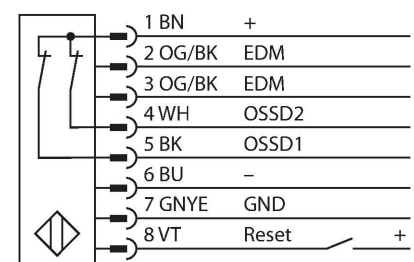 1 BN +
2 OG/BK EDM
3 OG/BK EDM
4 WH OSSD2
5 BK OSSD1
6 BU –
7 GNYE GND
8 VT Reset +